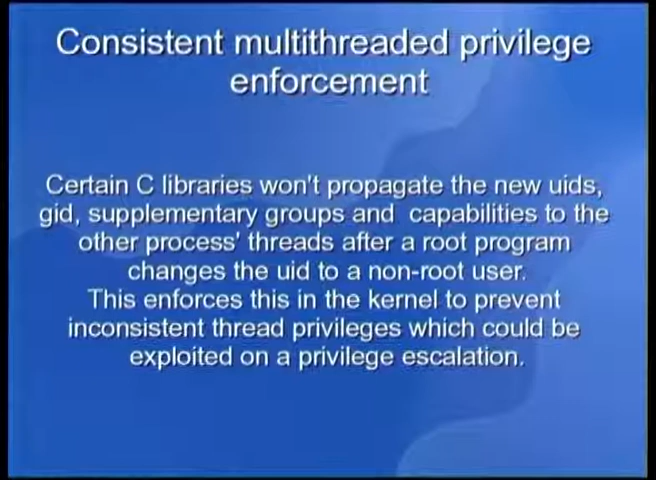 Consistent multithreaded privilege
enforcement
Certain C libraries won't propagate the new uids,
gid, supplementary groups and capabilities to the
other process' threads after a root program
changes the uid to a non-root user.
This enforces this in the kernel to prevent
inconsistent thread privileges which could be
exploited on a privilege escalation.